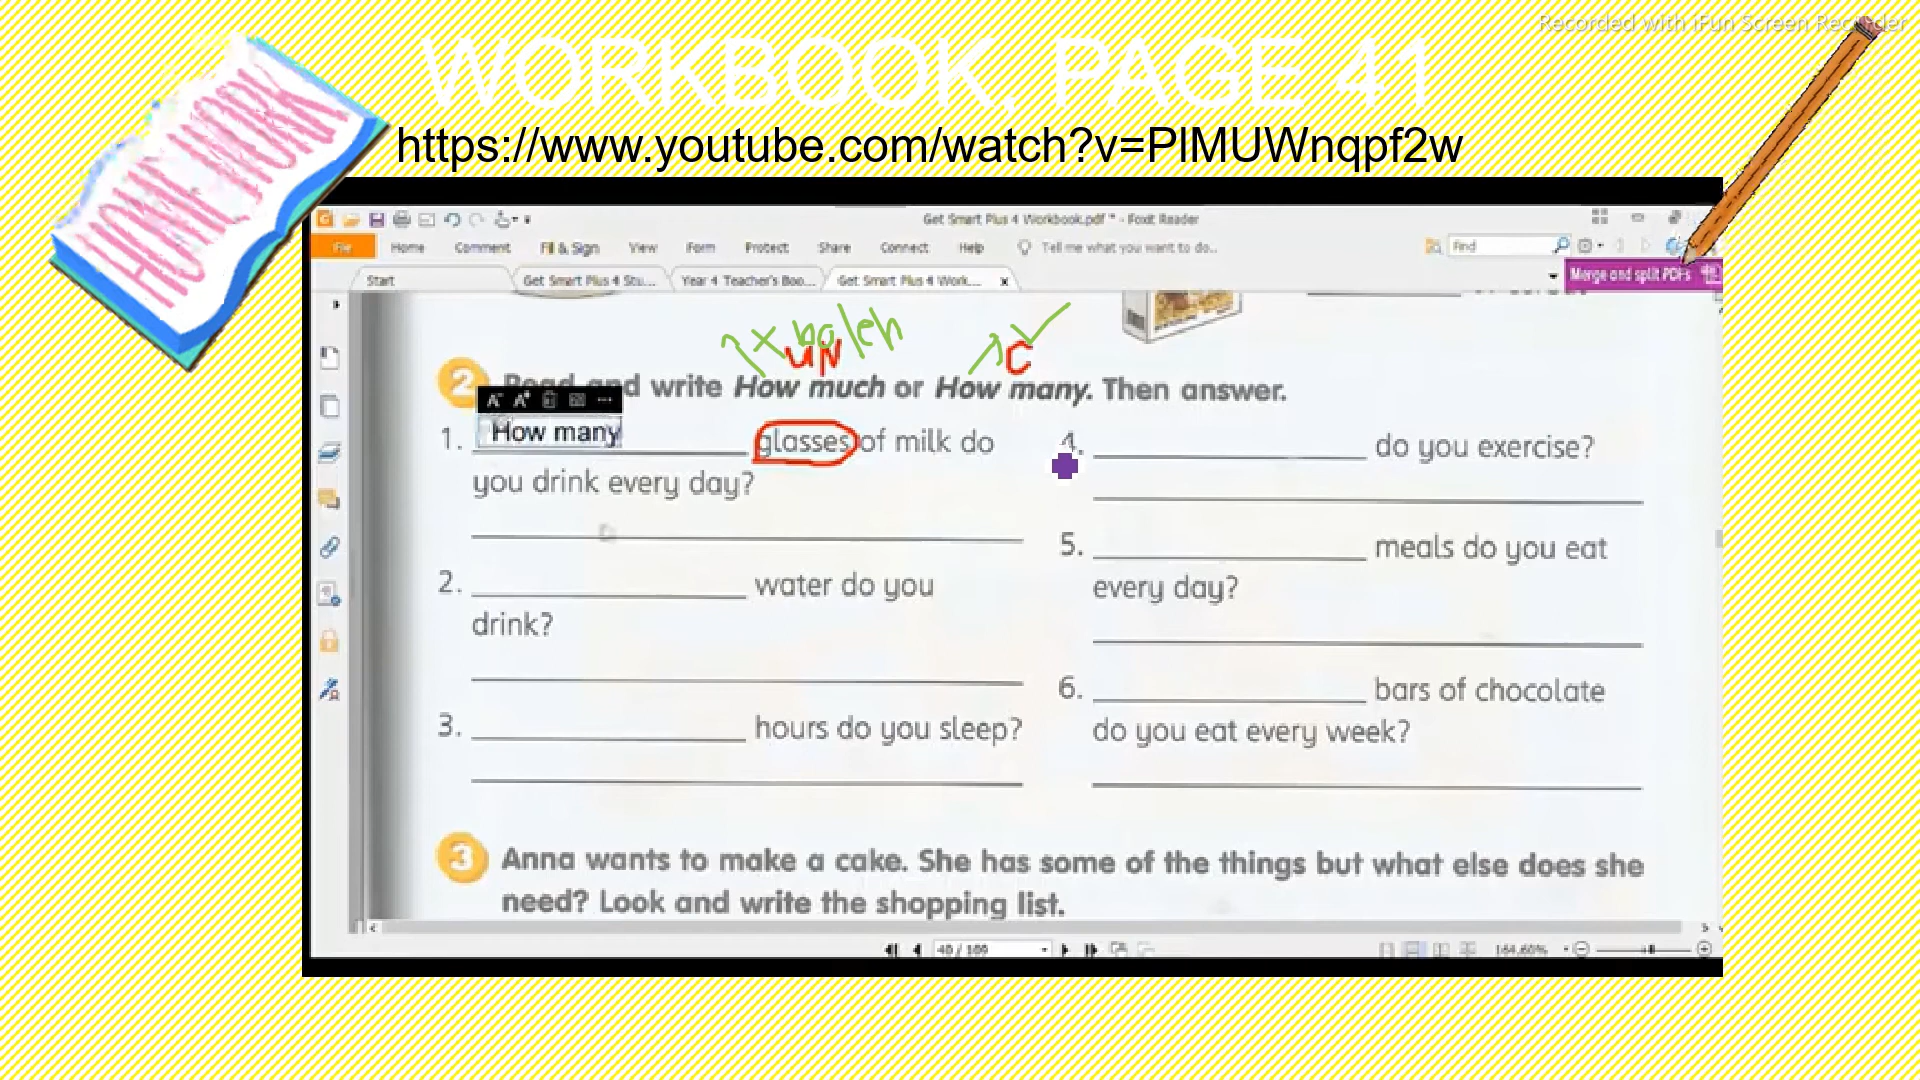 Recorded with iFun Screen Recorder
WORKBOOK, PAGE 41
https://www.youtube.com/watch?v=PlMUWnqpf2w
HOMEWORK
Get Smart Plus 4 Workbook.pdf * - Foxit Reader
File Home Comment Fill & Sign View Form Protect Share Connect Help Tell me what you want to do.. Find
Start Get Smart Plus 4 Stu... Year 4 Teacher's Boo... Get Smart Plus 4 Work... x Merge and split PDFs
x boleh
UN C
2 Read and write How much or How many. Then answer.
1. How many glasses of milk do
you drink every day?
2. water do you
drink?
3. hours do you sleep?
4. do you exercise?
5. meals do you eat
every day?
6. bars of chocolate
do you eat every week?
3 Anna wants to make a cake. She has some of the things but what else does she
need? Look and write the shopping list.
40 / 109 164.60%